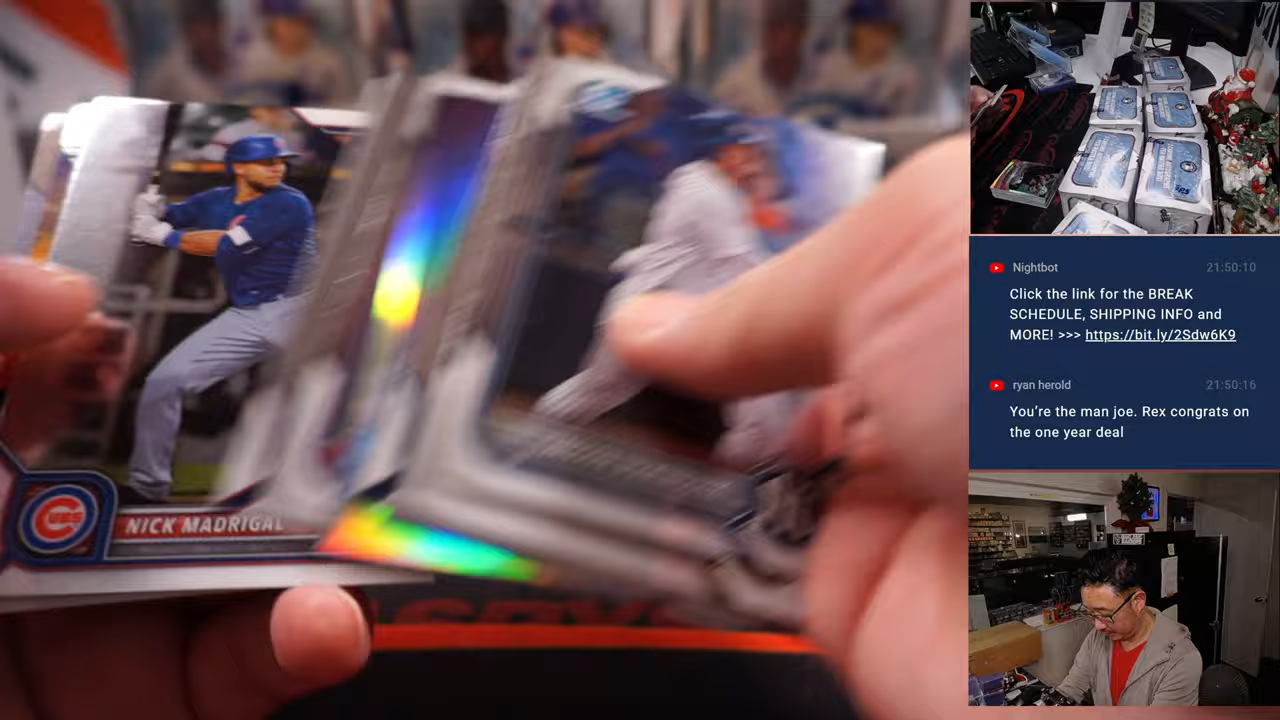 NICK MADRIGAL
CUBS
Nightbot
21:50:10
Click the link for the BREAK
SCHEDULE, SHIPPING INFO and
MORE! >>> https://bit.ly/2Sdw6K9
ryan herold
21:50:16
You're the man joe. Rex congrats on
the one year deal